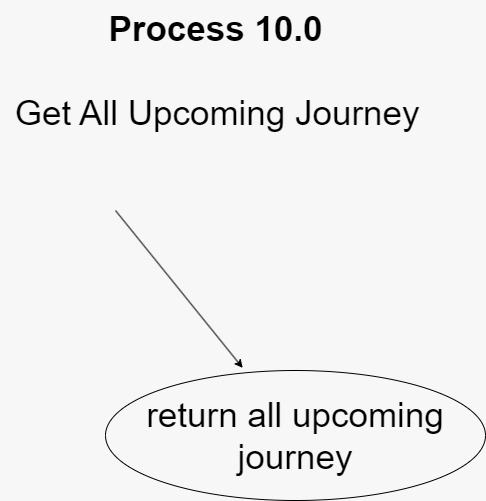 Process 10.0
Get All Upcoming Journey
return all upcoming
journey